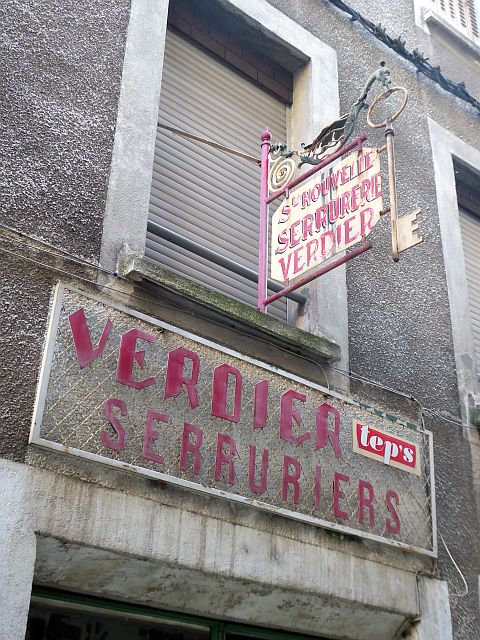 Sté NOUVELLE
SERRURERIE
VERDIER
VERDIER
SERRURIERS
tep's